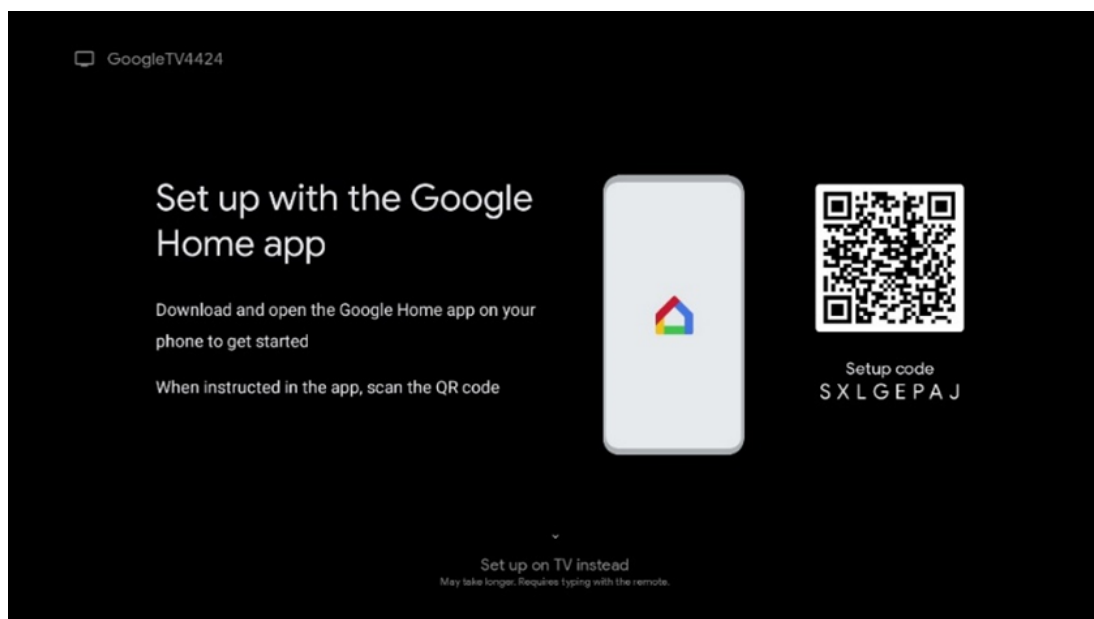 GoogleTV4424
Set up with the Google
Home app
Download and open the Google Home app on your
phone to get started
When instructed in the app, scan the QR code
Setup code
SXLGEPAJ
Set up on TV instead
May take longer. Requires typing with the remote.